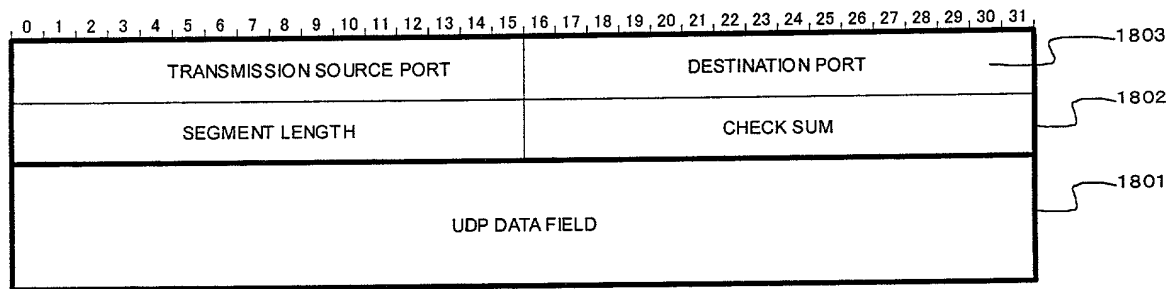 0 1 2 3 4 5 6 7 8 9 10 11 12 13 14 15 16 17 18 19 20 21 22 23 24 25 26 27 28 29 30 31
TRANSMISSION SOURCE PORT DESTINATION PORT 1803
SEGMENT LENGTH CHECK SUM 1802
UDP DATA FIELD 1801